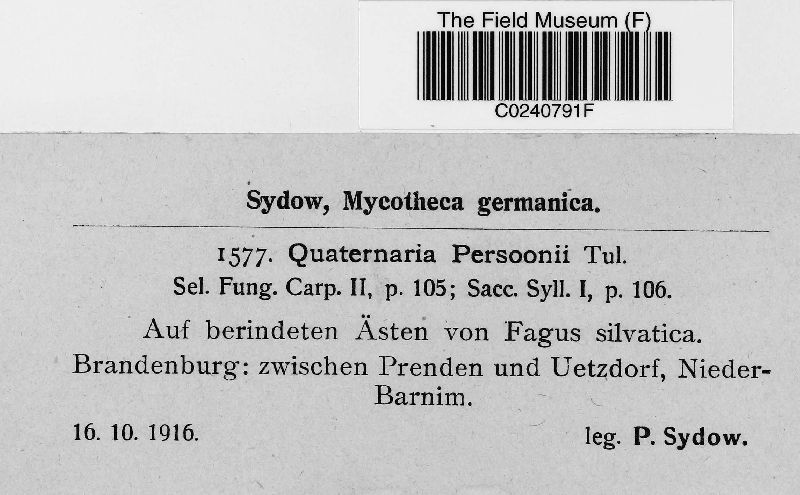 The Field Museum (F)
C0240791F
Sydow, Mycotheca germanica.
1577. Quaternaria Persoonii Tul.
Sel. Fung. Carp. II, p. 105; Sacc. Syll. I, p. 106.
Auf berindeten Ästen von Fagus silvatica.
Brandenburg: zwischen Prenden und Uetzdorf, Nieder-
Barnim.
16. 10. 1916. leg. P. Sydow.